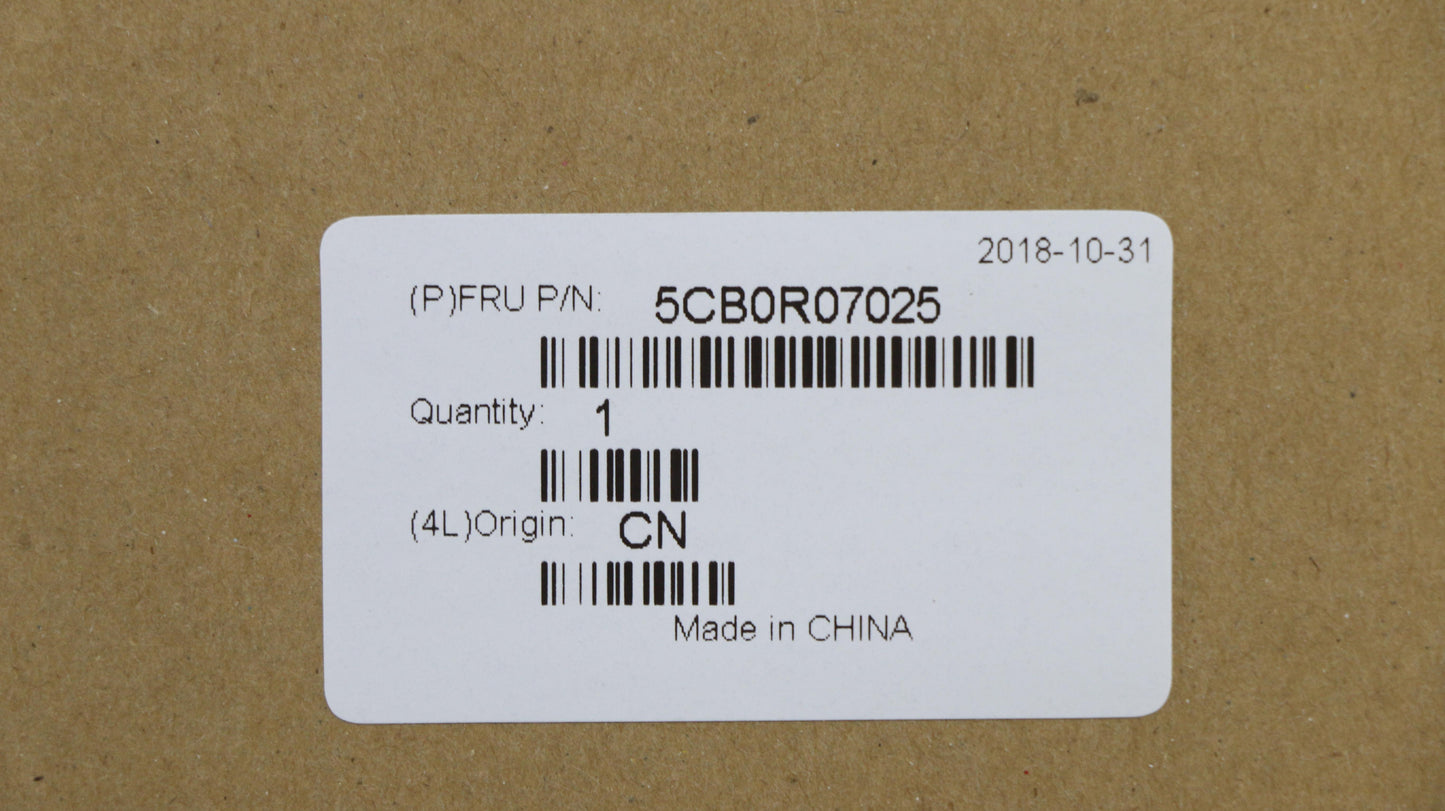 2018-10-31
(P)FRU P/N: 5CB0R07025
Quantity: 1
(4L)Origin: CN
Made in CHINA